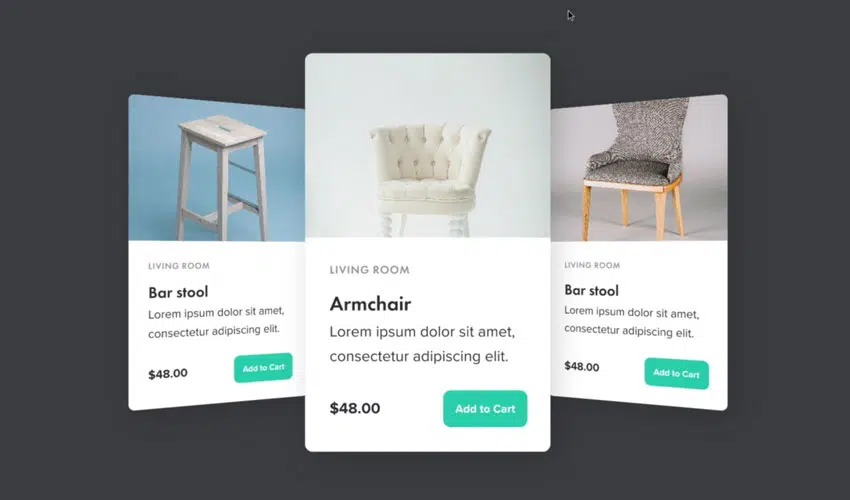 LIVING ROOM
Bar stool
Lorem ipsum dolor sit amet,
consectetur adipiscing elit.
$48.00
Add to Cart
LIVING ROOM
Armchair
Lorem ipsum dolor sit amet,
consectetur adipiscing elit.
$48.00
Add to Cart
LIVING ROOM
Bar stool
Lorem ipsum dolor sit amet,
consectetur adipiscing elit.
$48.00
Add to Cart